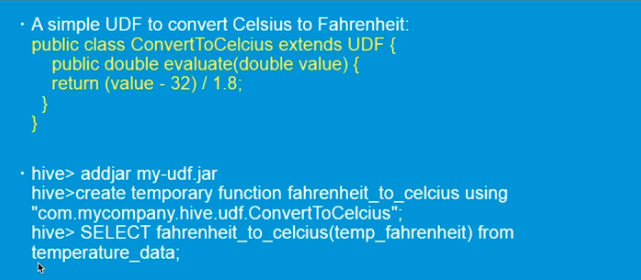 · A simple UDF to convert Celsius to Fahrenheit:
public class ConvertToCelcius extends UDF {
public double evaluate(double value) {
return (value - 32) / 1.8;
}
}
· hive> addjar my-udf.jar
hive>create temporary function fahrenheit_to_celcius using
"com.mycompany.hive.udf.ConvertToCelcius";
hive> SELECT fahrenheit_to_celcius(temp_fahrenheit) from
temperature_data;